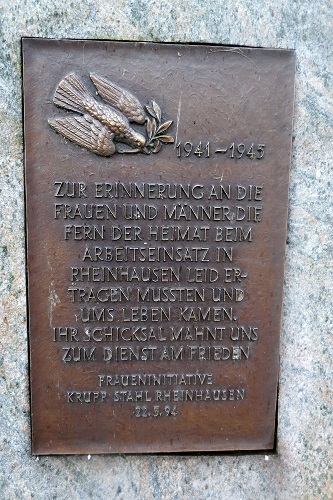 1941-1945
ZUR ERINNERUNG AN DIE
FRAUEN UND MÄNNER DIE
FERN DER HEIMAT BEIM
ARBEITSEINSATZ IN
RHEINHAUSEN LEID ER-
TRAGEN MUSSTEN UND
UMS LEBEN KAMEN.
IHR SCHICKSAL MAHNT UNS
ZUM DIENST AM FRIEDEN
FRAUENINITIATIVE
KRUPP STAHL RHEINHAUSEN
22.5.94